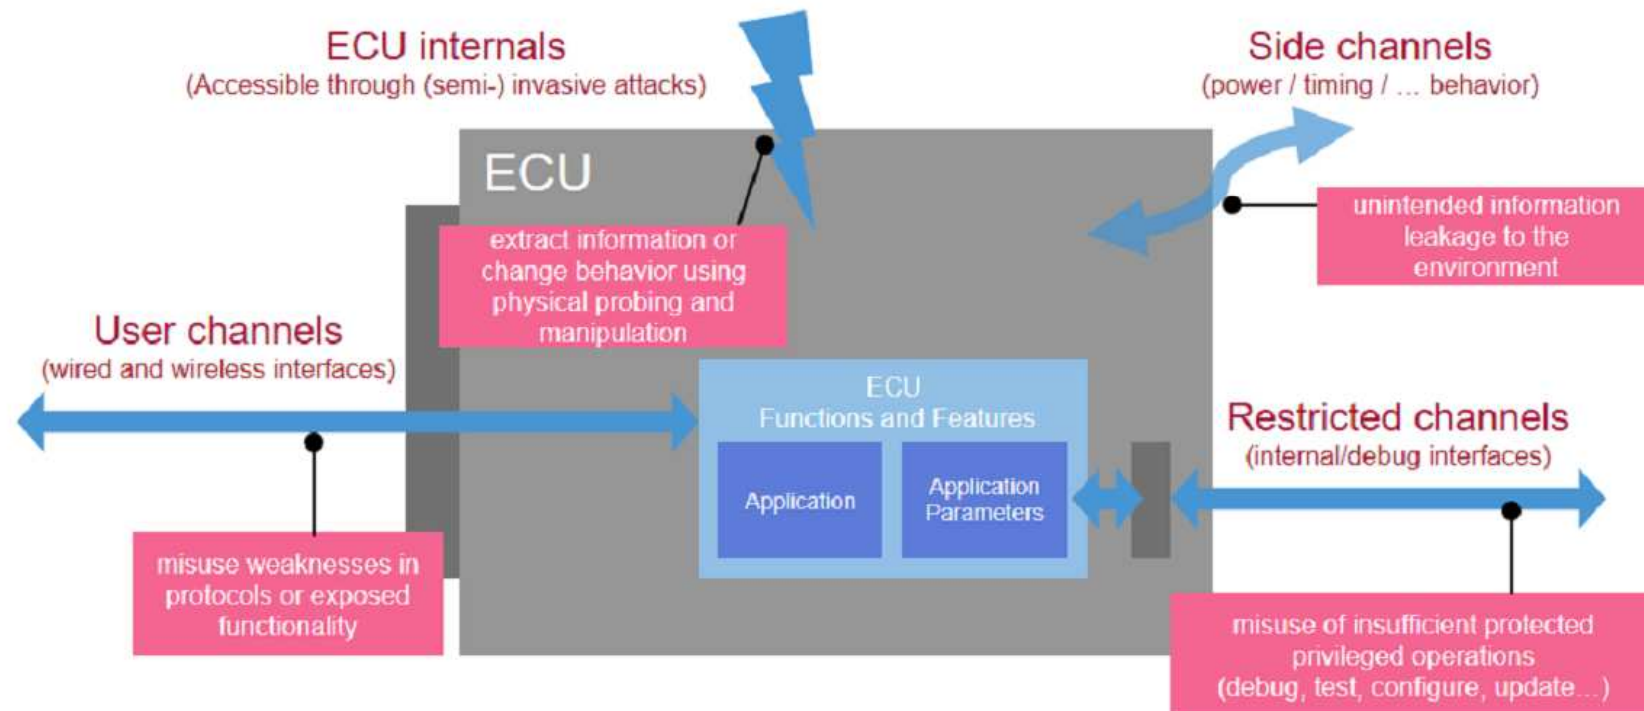 ECU internals
(Accessible through (semi-) invasive attacks)
Side channels
(power / timing / ... behavior)
ECU
extract information or
change behavior using
physical probing and
manipulation
unintended information
leakage to the
environment
User channels
(wired and wireless interfaces)
ECU
Functions and Features
Application
Application
Parameters
Restricted channels
(internal/debug interfaces)
misuse weaknesses in
protocols or exposed
functionality
misuse of insufficient protected
privileged operations
(debug, test, configure, update...)